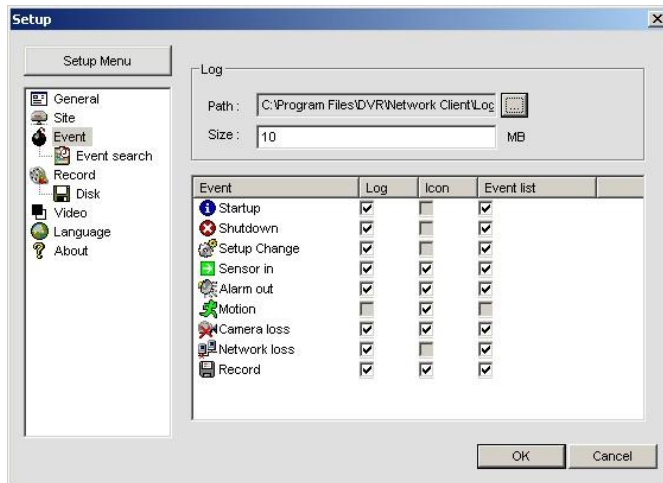 Setup
Setup Menu
General
Site
Event
Event search
Record
Disk
Video
Language
About
Log
Path : C:\Program Files\DVR\Network Client\Log ...
Size : 10 MB
Event Log Icon Event list
Startup
Shutdown
Setup Change
Sensor in
Alarm out
Motion
Camera loss
Network loss
Record
OK Cancel